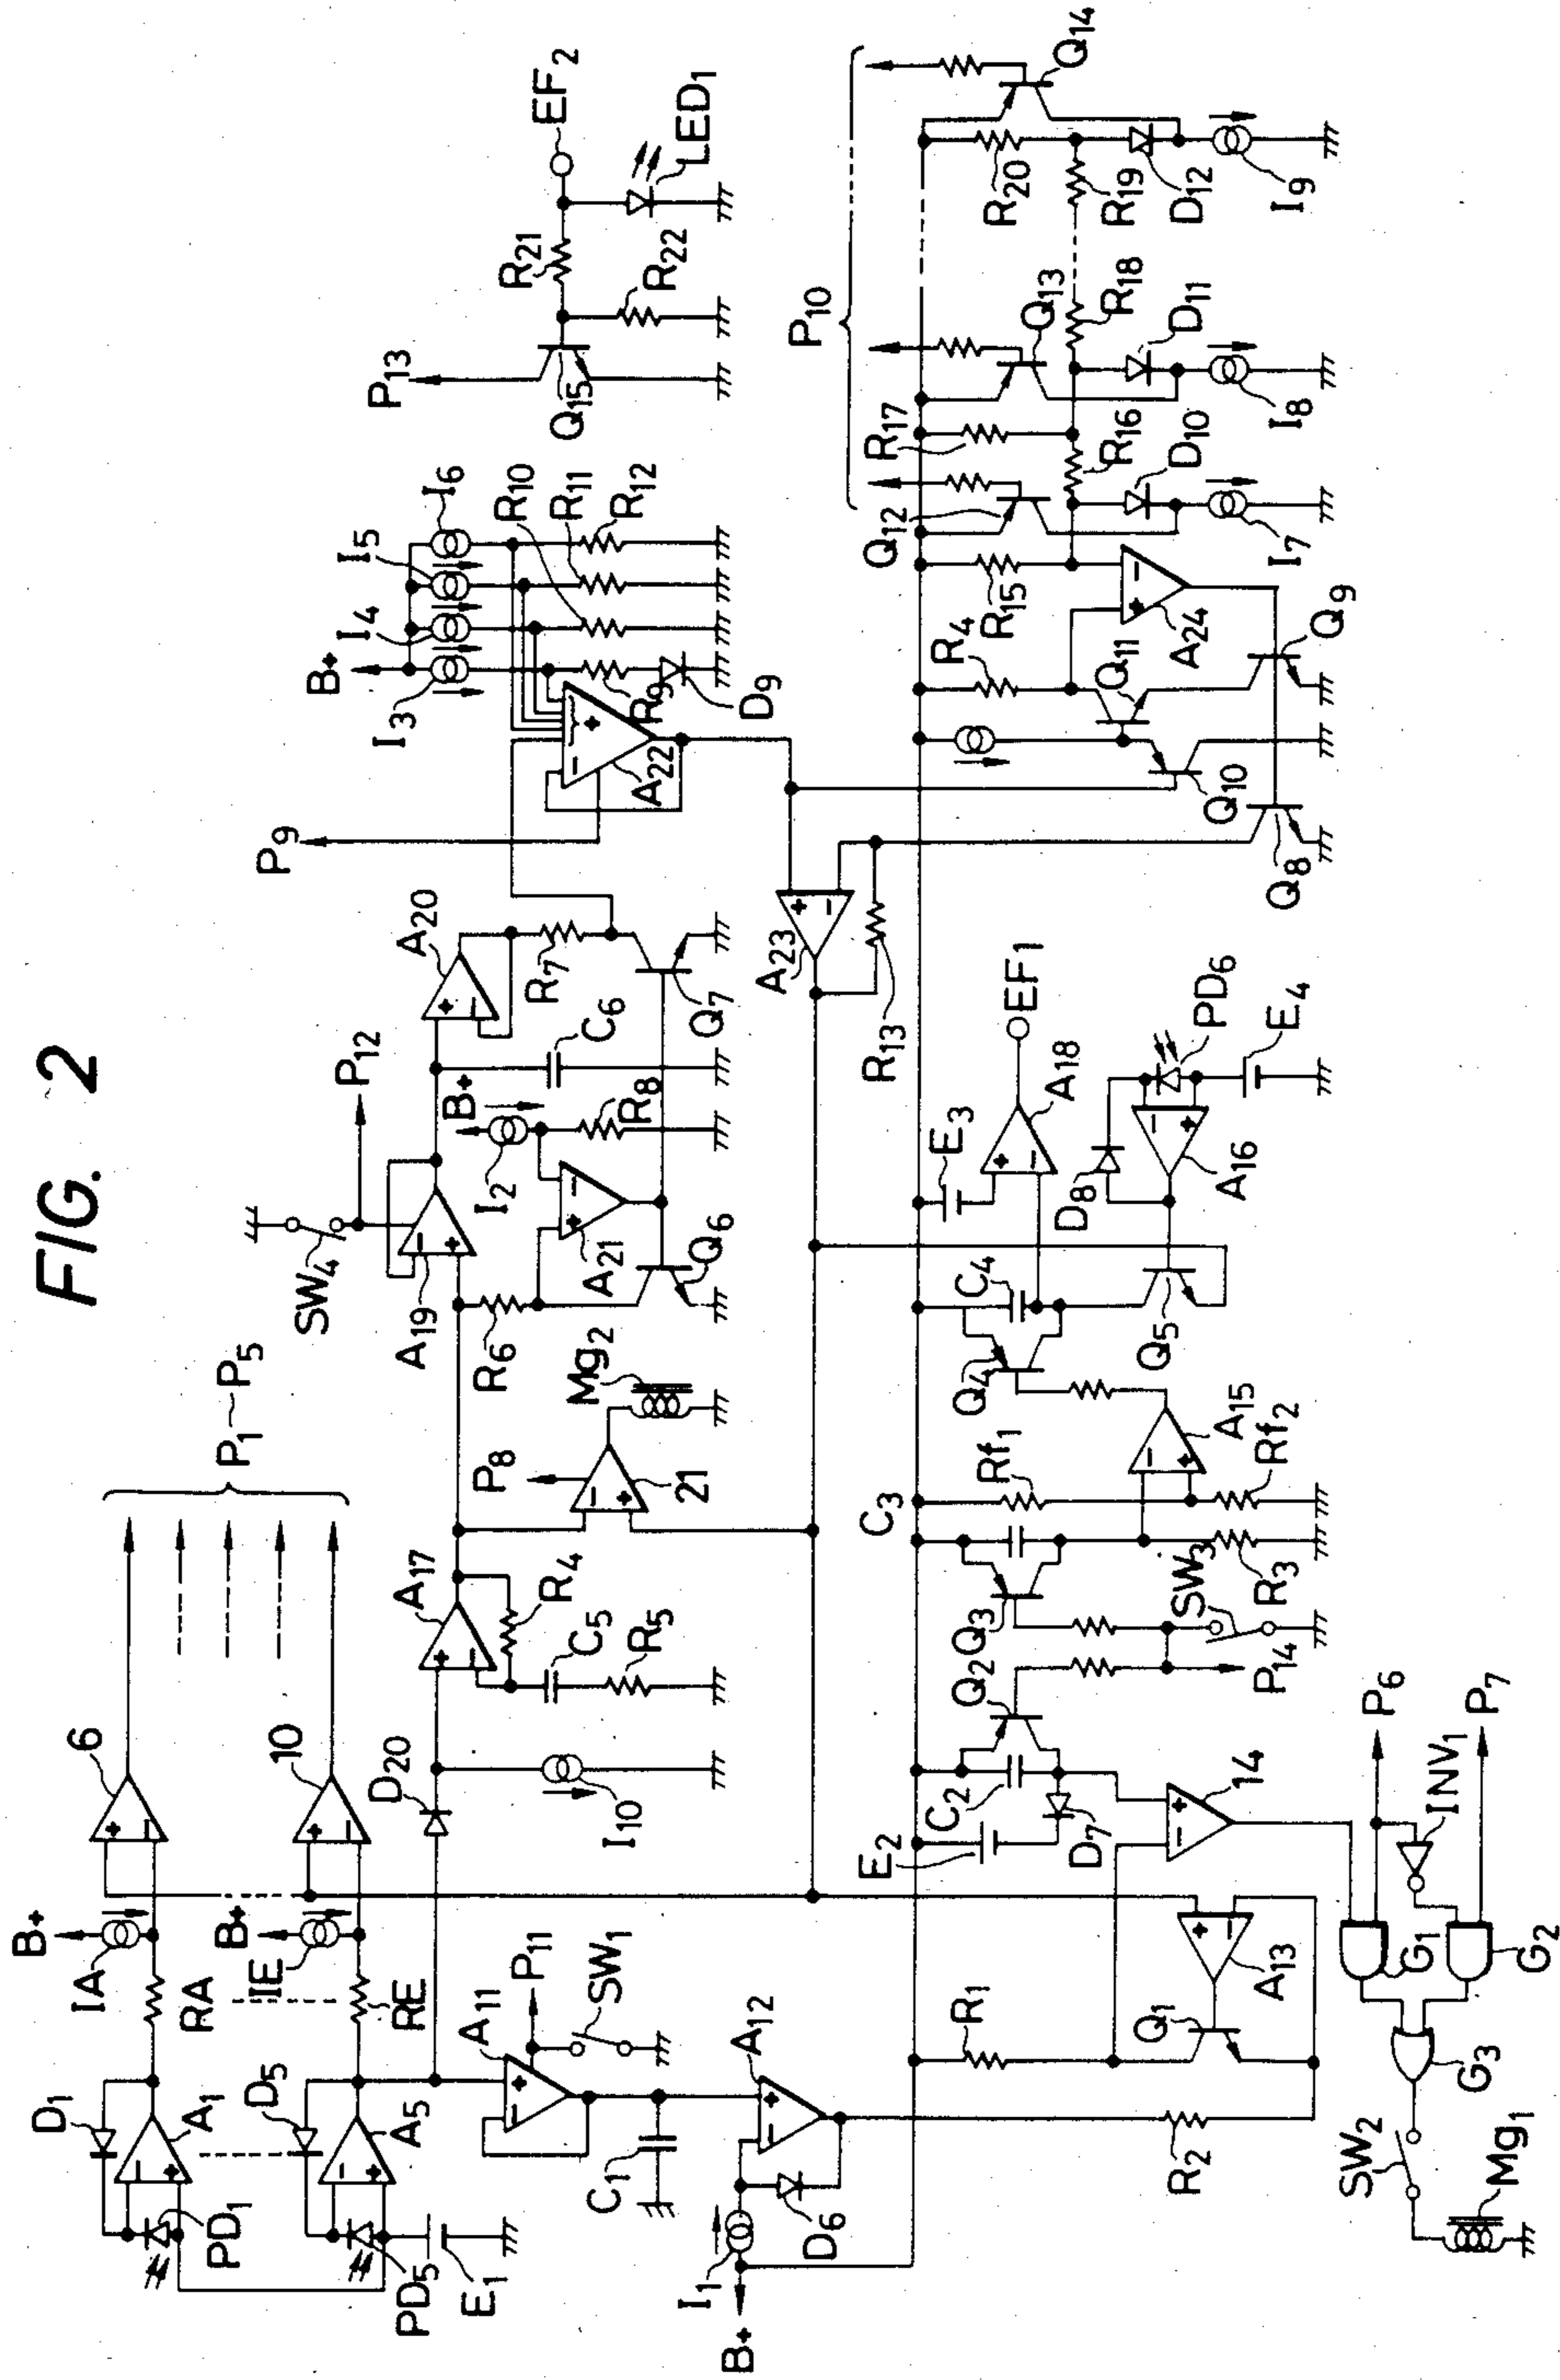 FIG. 2
P1~P5
6
10
B+
IA
RA
B+
IE
RE
D1
A1
PD1
D5
A5
PD5
E1
D20
I10
A17
R4
C5
R5
P8
21
Mg2
SW4
P12
A19
R6
A21
Q6
I2
B+
R8
C6
A20
R7
Q7
P9
A22
B+
I3
I4
I5
I6
R9
R10
R11
R12
D9
P13
Q15
R21
R22
EF2
LED1
A11
P11
SW1
C1
A12
I1
D6
B+
R2
R1
Q1
A13
E2
C2
D7
Q2
14
Q3
C3
SW3
P14
R3
Rf1
Rf2
A15
Q4
C4
Q5
E3
A18
EF1
D8
A16
PD6
E4
A23
R13
Q8
Q10
Q11
R4
A24
Q9
R15
Q12
R16
R17
D10
I7
P10
Q13
R18
D11
I8
R20
R19
D12
I9
Q14
P6
INV1
P7
G1
G2
G3
SW2
Mg1